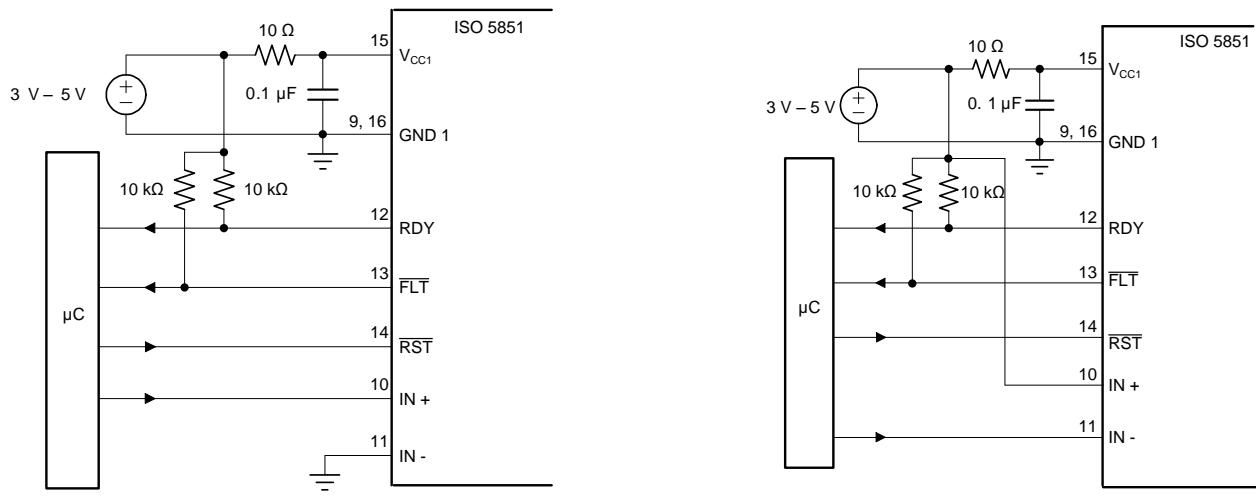 ISO 5851
10 Ω
15
VCC1
3 V – 5 V
0.1 µF
9, 16
GND 1
10 kΩ
10 kΩ
12
RDY
13
FLT
µC
14
RST
10
IN +
11
IN -
ISO 5851
10 Ω
15
VCC1
3 V – 5 V
0. 1 µF
9, 16
GND 1
10 kΩ
10 kΩ
12
RDY
13
FLT
µC
14
RST
10
IN +
11
IN -